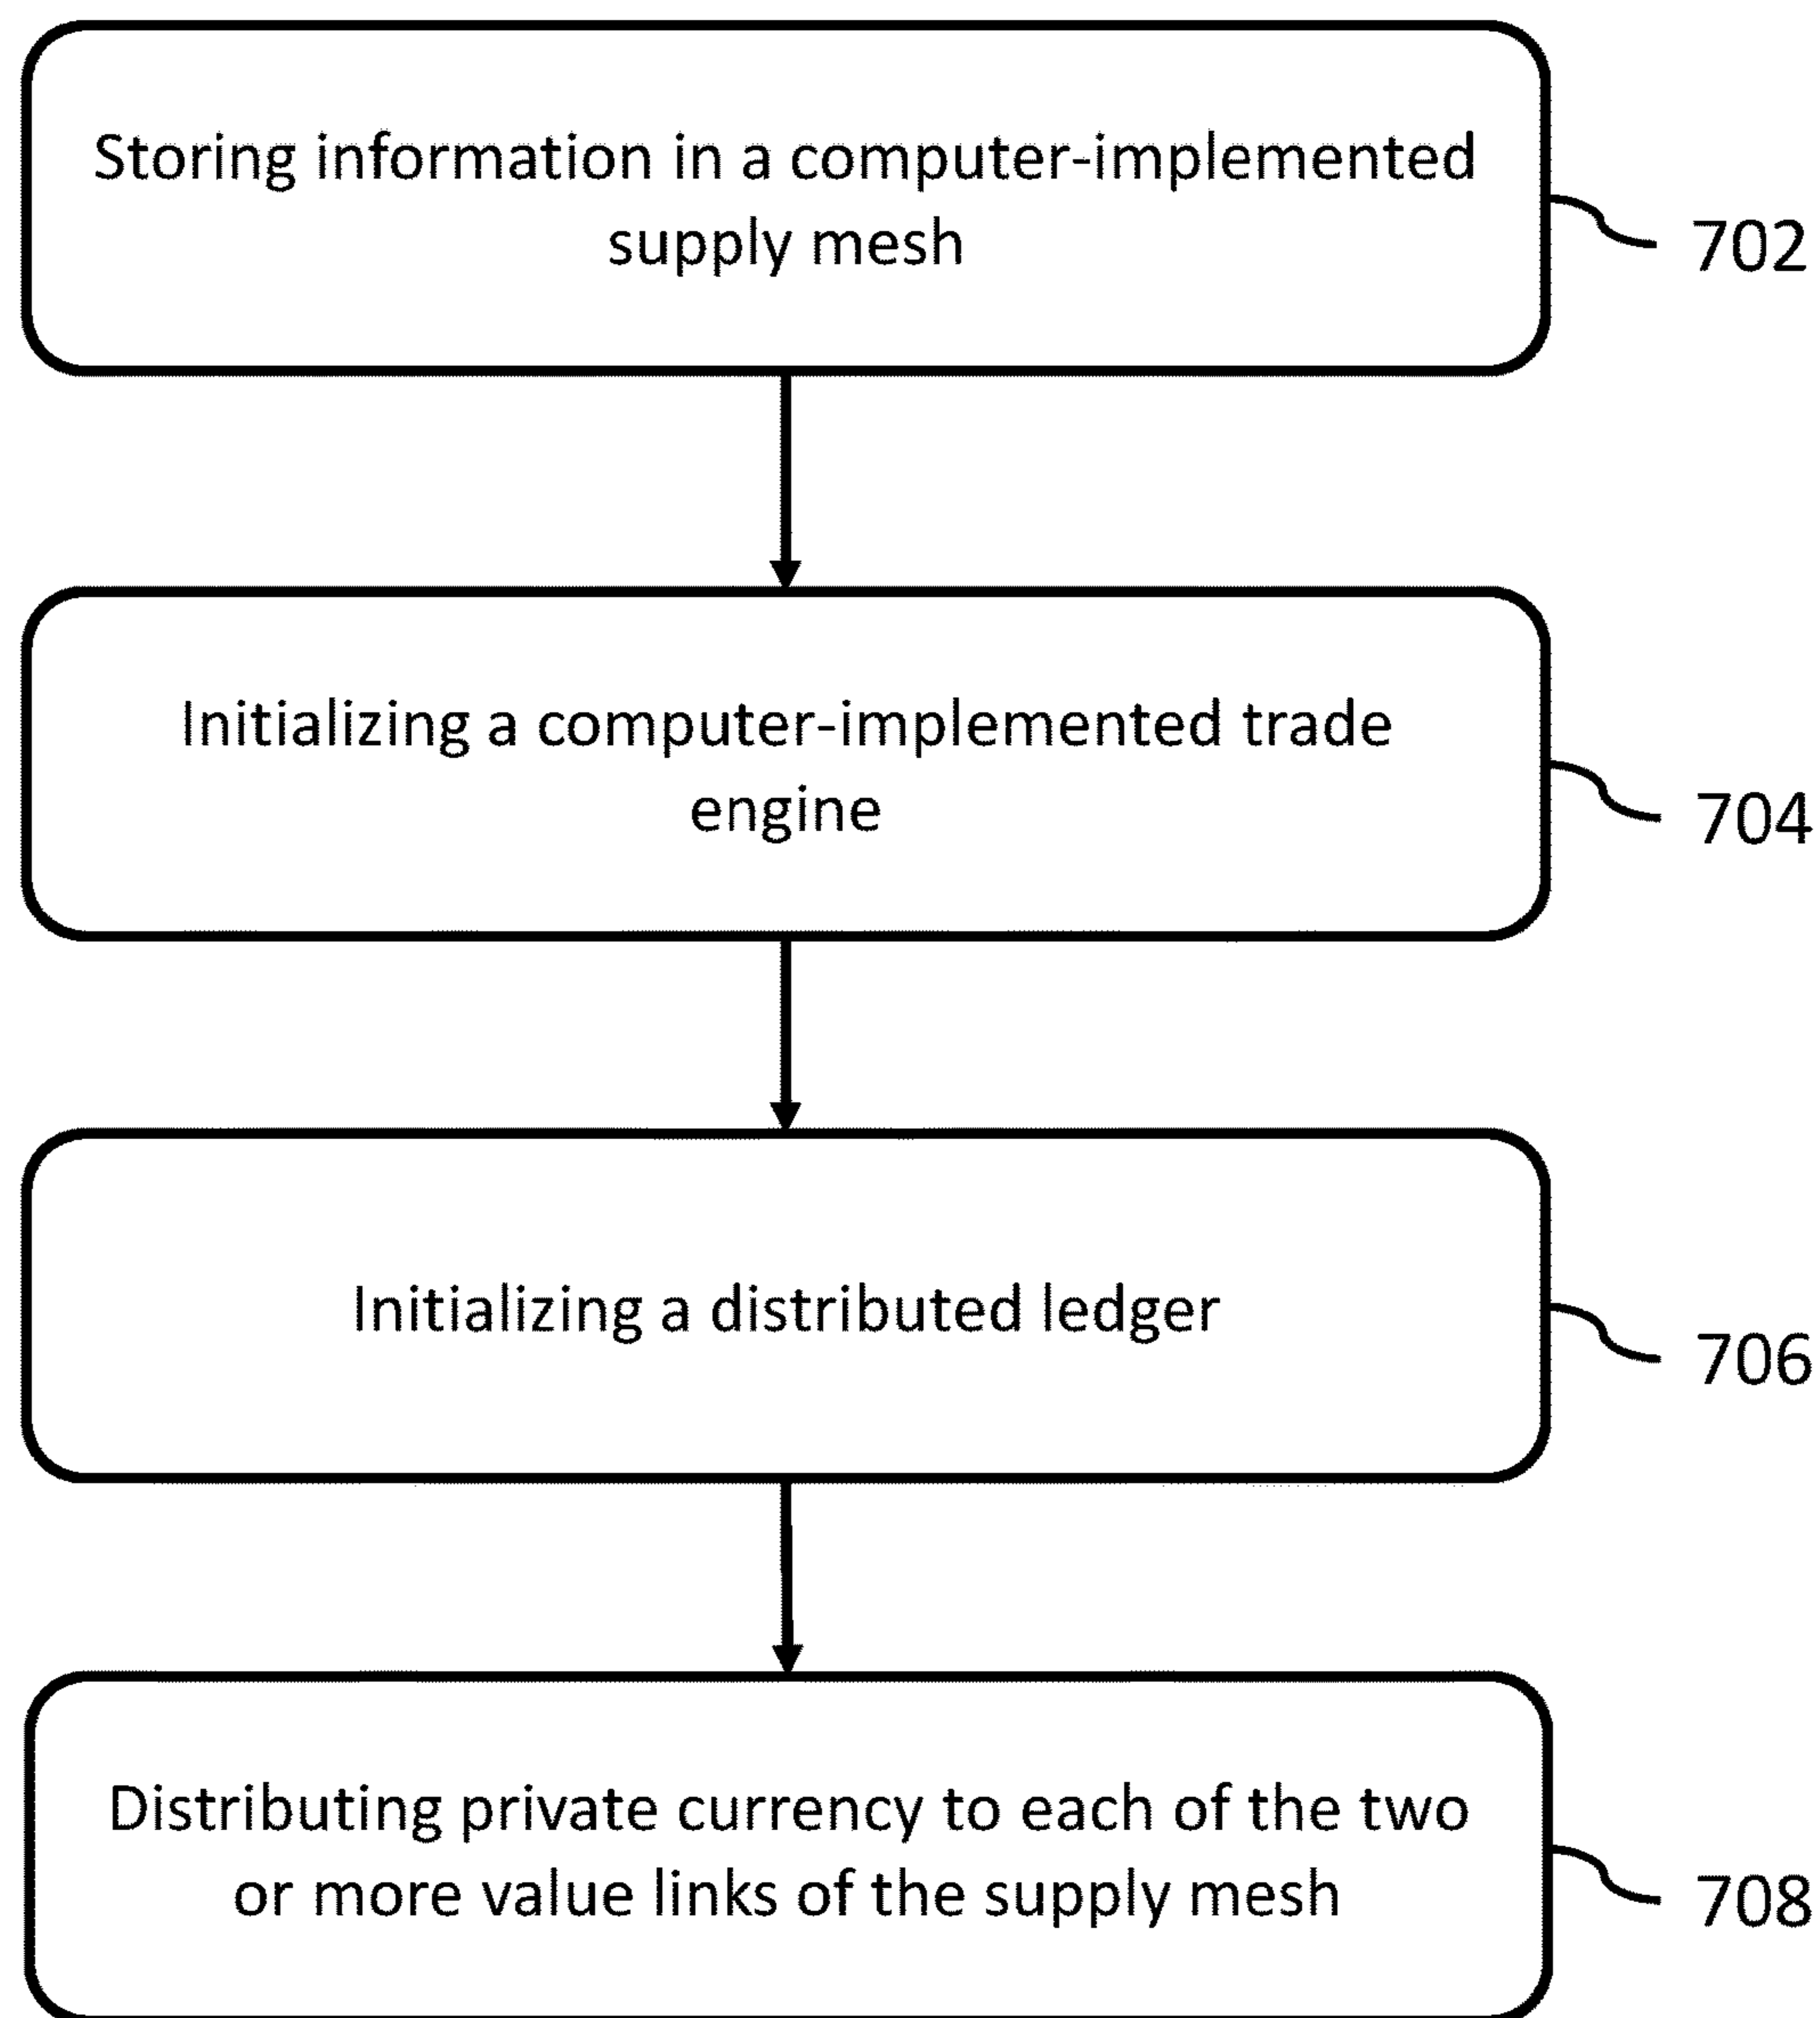 Storing information in a computer-implemented
supply mesh
702
Initializing a computer-implemented trade
engine
704
Initializing a distributed ledger
706
Distributing private currency to each of the two
or more value links of the supply mesh
708